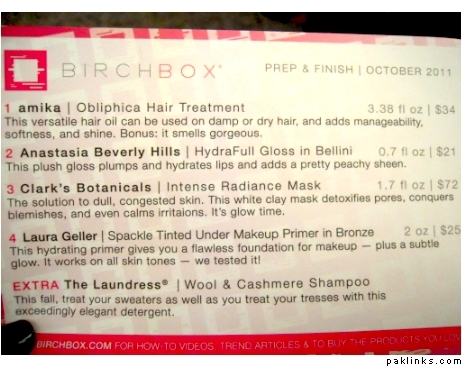 BIRCHBOX PREP & FINISH | OCTOBER 2011
1 amika | Obliphica Hair Treatment 3.38 fl oz | $34
This versatile hair oil can be used on damp or dry hair, and adds manageability,
softness, and shine. Bonus: it smells gorgeous.
2 Anastasia Beverly Hills | HydraFull Gloss in Bellini 0.7 fl oz | $21
This plush gloss plumps and hydrates lips and adds a pretty peachy sheen.
3 Clark's Botanicals | Intense Radiance Mask 1.7 fl oz | $72
The solution to dull, congested skin. This white clay mask detoxifies pores, conquers
blemishes, and even calms irritaions. It's glow time.
4 Laura Geller | Spackle Tinted Under Makeup Primer in Bronze 2 oz | $25
This hydrating primer gives you a flawless foundation for makeup — plus a subtle
glow. It works on all skin tones — we tested it!
EXTRA The Laundress® | Wool & Cashmere Shampoo
This fall, treat your sweaters as well as you treat your tresses with this
exceedingly elegant detergent.
BIRCHBOX.COM FOR HOW-TO VIDEOS, TREND ARTICLES & TO BUY THE PRODUCTS YOU LOV
paklinks.com